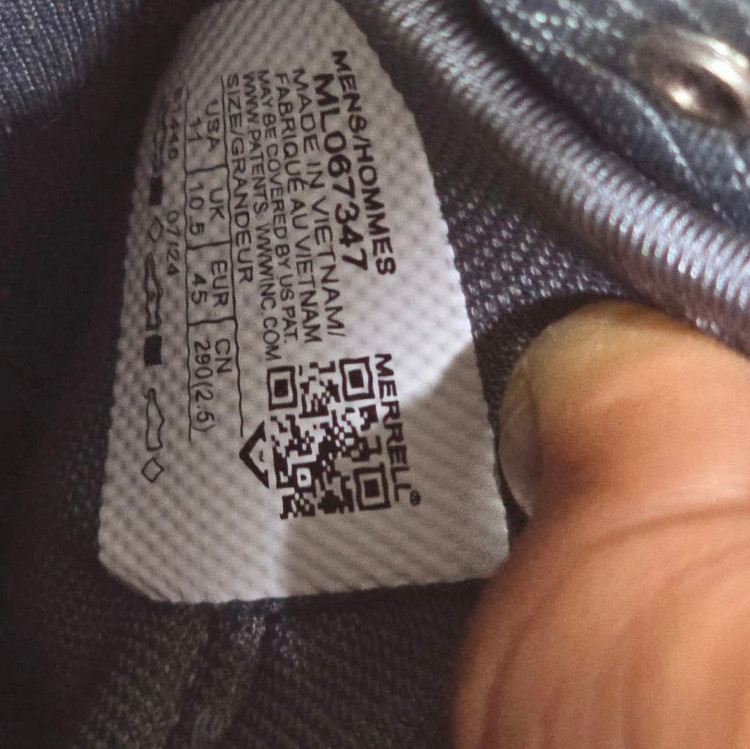 MENS/HOMMES
ML067347
MADE IN VIETNAM/
FABRIQUÉ AU VIETNAM
MAY BE COVERED BY US PAT.
WWW.PATENTS.WWWINC.COM
SIZE/GRANDEUR
USA UK EUR CN
11 10.5 45 290(2.5)
07/24
MERRELL®